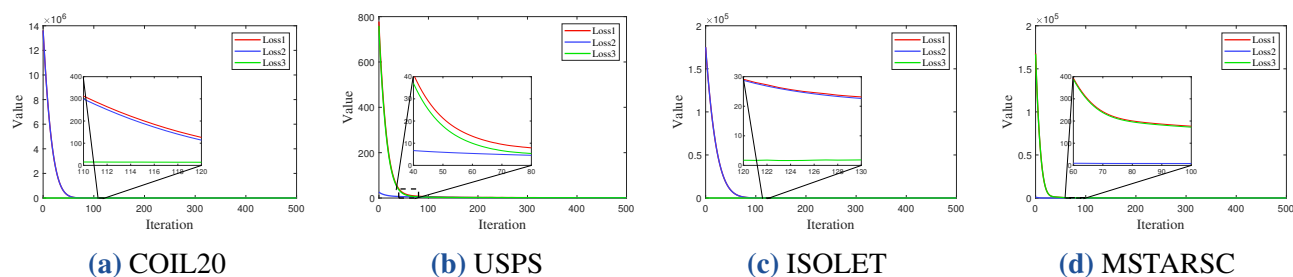 ×10^6
14
12
10
8
6
4
2
0
Value
0 100 200 300 400 500
Iteration
Loss1
Loss2
Loss3
400
300
200
100
0
110 112 114 116 118 120
(a) COIL20
800
600
400
200
0
Value
0 100 200 300 400 500
Iteration
Loss1
Loss2
Loss3
40
30
20
10
0
40 50 60 70 80
(b) USPS
×10^5
2
1.5
1
0.5
0
Value
0 100 200 300 400 500
Iteration
Loss1
Loss2
Loss3
30
20
10
0
120 122 124 126 128 130
(c) ISOLET
×10^5
2
1.5
1
0.5
0
Value
0 100 200 300 400 500
Iteration
Loss1
Loss2
Loss3
400
300
200
100
0
60 70 80 90 100
(d) MSTARSC